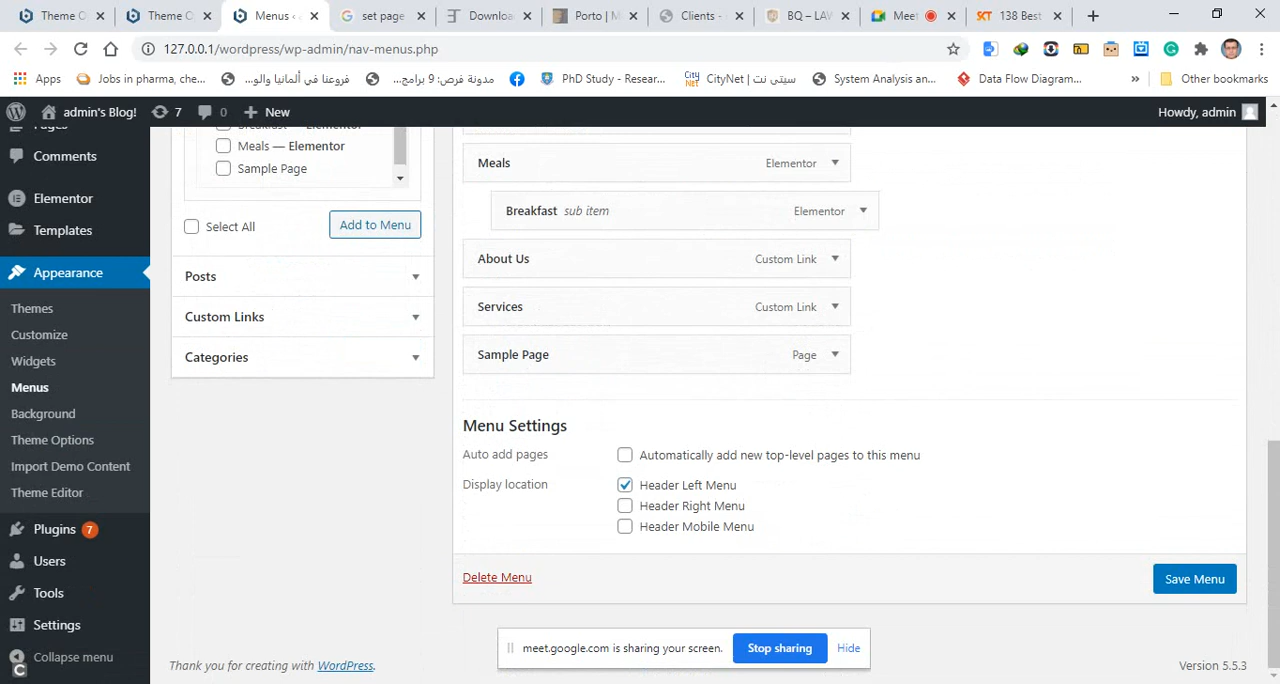 Theme O
Theme O
Menus ‹
set page
Downloa
Porto | M
Clients -
BQ – LAW
Meet
138 Best
127.0.0.1/wordpress/wp-admin/nav-menus.php
Apps
Jobs in pharma, che...
فروعنا في ألمانيا والو...
مدونة فرص: 9 برامج...
PhD Study - Resear...
CityNet | سيتى نت
System Analysis an...
Data Flow Diagram...
Other bookmarks
admin's Blog!
7
0
New
Howdy, admin
Pages
Comments
Elementor
Templates
Appearance
Themes
Customize
Widgets
Menus
Background
Theme Options
Import Demo Content
Theme Editor
Plugins 7
Users
Tools
Settings
Collapse menu
Breakfast — Elementor
Meals — Elementor
Sample Page
Select All
Add to Menu
Posts
Custom Links
Categories
Meals
Elementor
Breakfast sub item
Elementor
About Us
Custom Link
Services
Custom Link
Sample Page
Page
Menu Settings
Auto add pages
Automatically add new top-level pages to this menu
Display location
Header Left Menu
Header Right Menu
Header Mobile Menu
Delete Menu
Save Menu
meet.google.com is sharing your screen.
Stop sharing
Hide
Thank you for creating with WordPress.
Version 5.5.3